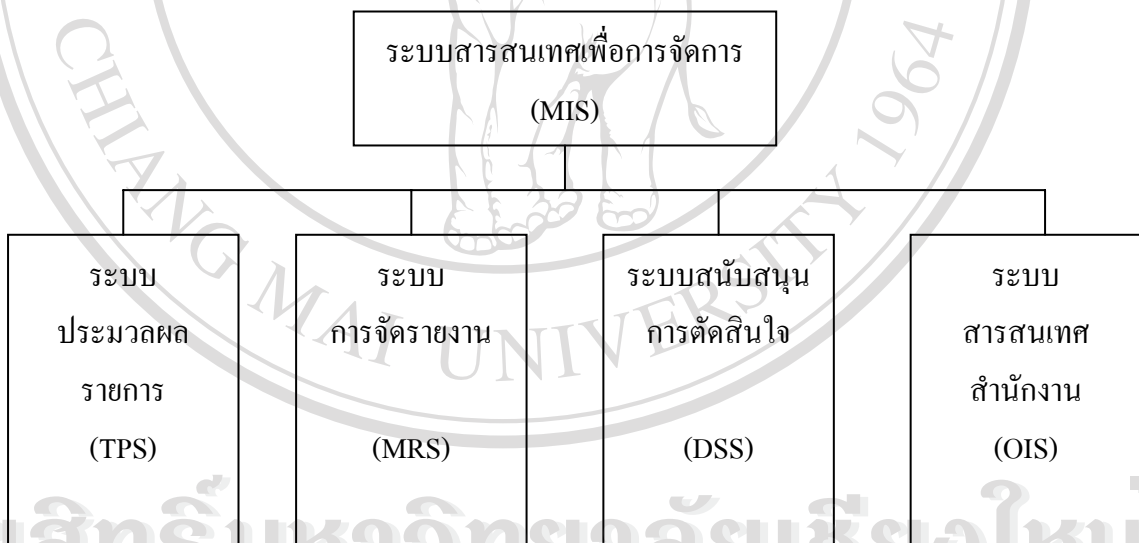 ระบบสารสนเทศเพื่อการจัดการ
(MIS)
ระบบ
ประมวลผล
รายการ
(TPS)
ระบบ
การจัดรายงาน
(MRS)
ระบบสนับสนุน
การตัดสินใจ
(DSS)
ระบบ
สารสนเทศ
สำนักงาน
(OIS)
CHIANG MAI UNIVERSITY 1964